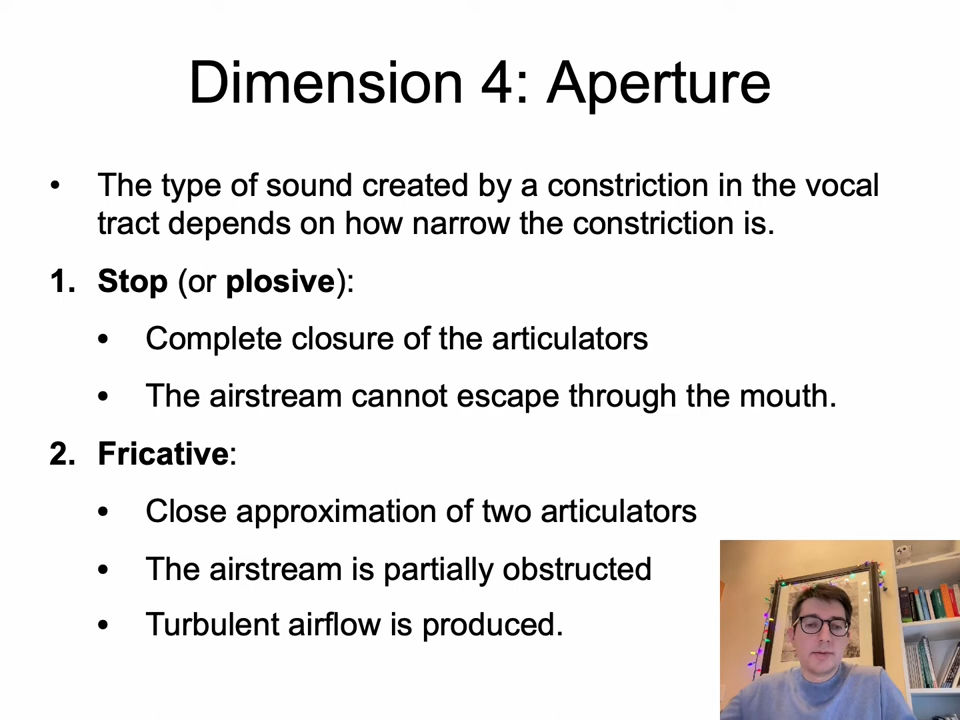 Dimension 4: Aperture
• The type of sound created by a constriction in the vocal
tract depends on how narrow the constriction is.
1. Stop (or plosive):
• Complete closure of the articulators
• The airstream cannot escape through the mouth.
2. Fricative:
• Close approximation of two articulators
• The airstream is partially obstructed
• Turbulent airflow is produced.